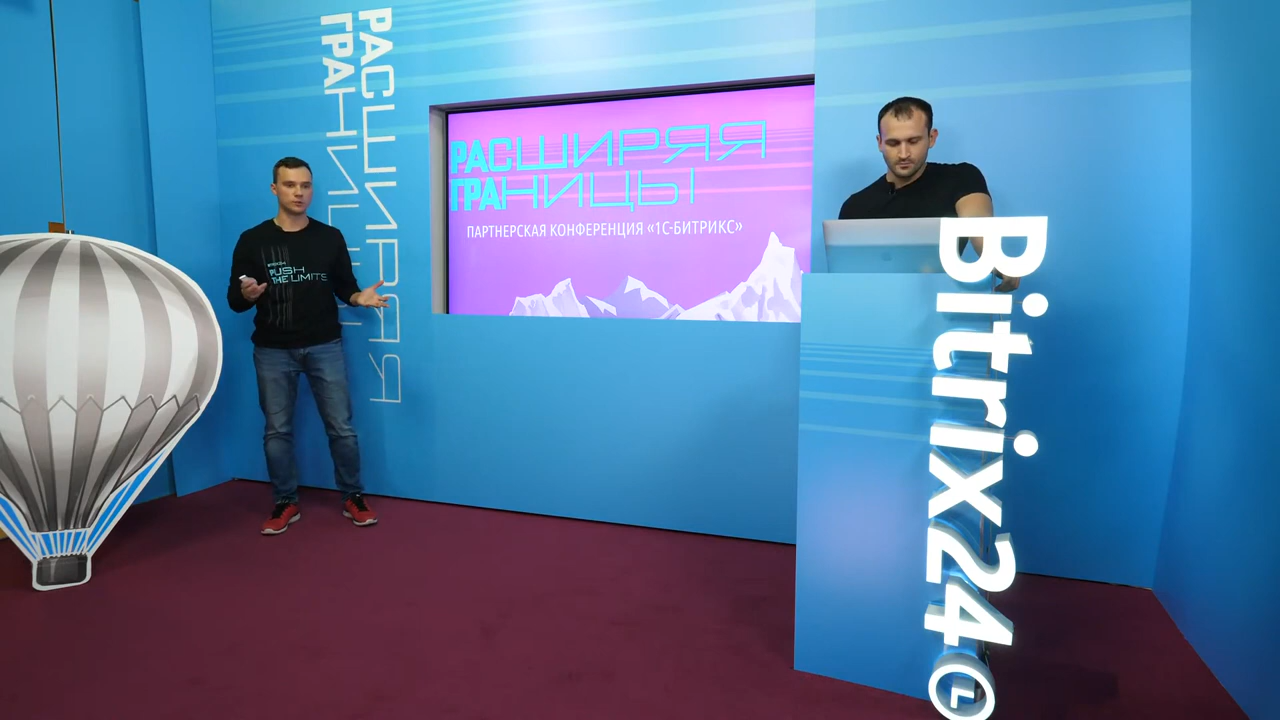 РАСШИРЯЯ
ГРАНИЦЫ
РАСШИРЯЯ
ГРАНИЦЫ
ПАРТНЕРСКАЯ КОНФЕРЕНЦИЯ «1С-БИТРИКС»
PUSH
THE LIMITS
Bitrix24